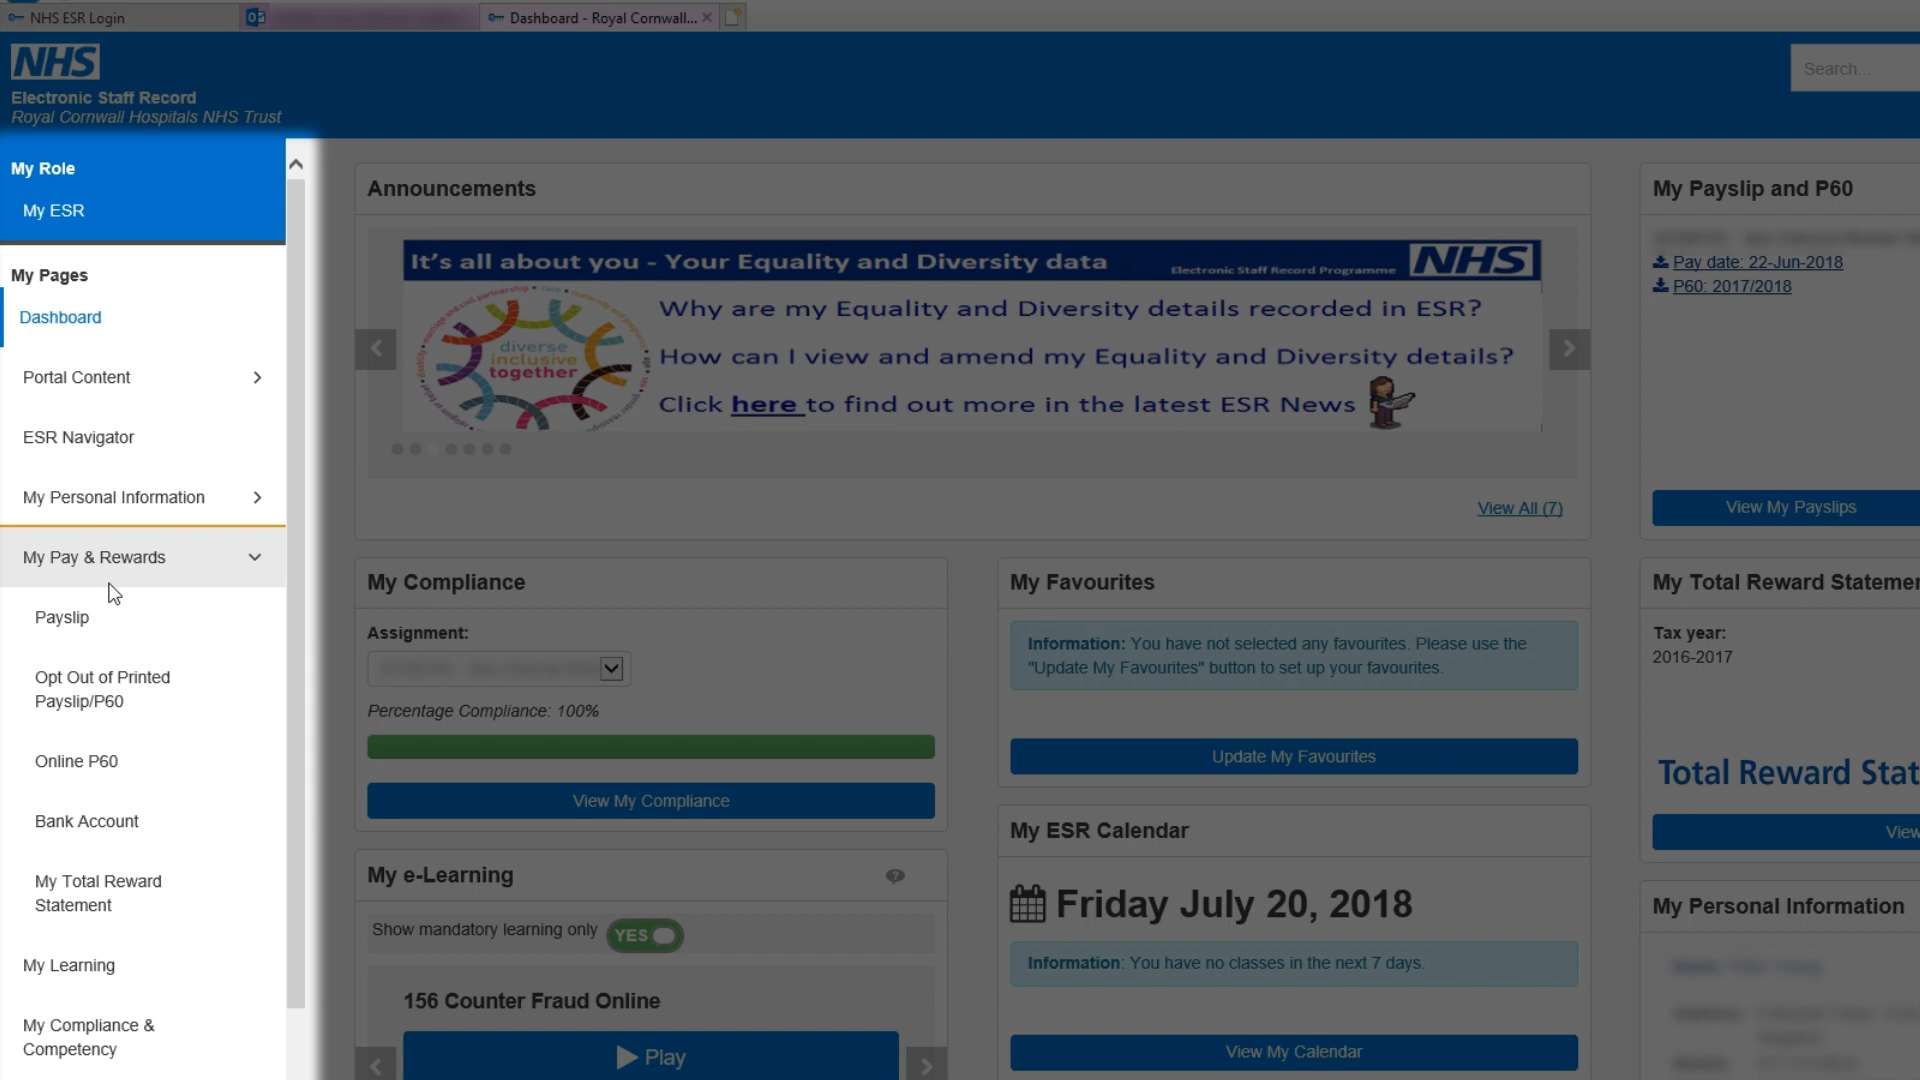 NHS ESR Login
Dashboard - Royal Cornwall...
NHS
Electronic Staff Record
Royal Cornwall Hospitals NHS Trust
Search...
My Role
My ESR
My Pages
Dashboard
Portal Content
ESR Navigator
My Personal Information
My Pay & Rewards
Payslip
Opt Out of Printed
Payslip/P60
Online P60
Bank Account
My Total Reward
Statement
My Learning
My Compliance &
Competency
Announcements
It's all about you - Your Equality and Diversity data
Electronic Staff Record Programme
NHS
diverse
inclusive
together
Why are my Equality and Diversity details recorded in ESR?
How can I view and amend my Equality and Diversity details?
Click here to find out more in the latest ESR News
View All (7)
My Compliance
Assignment:
Percentage Compliance: 100%
View My Compliance
My e-Learning
Show mandatory learning only
YES
156 Counter Fraud Online
Play
My Favourites
Information: You have not selected any favourites. Please use the
"Update My Favourites" button to set up your favourites.
Update My Favourites
My ESR Calendar
Friday July 20, 2018
Information: You have no classes in the next 7 days.
View My Calendar
My Payslip and P60
Pay date: 22-Jun-2018
P60: 2017/2018
View My Payslips
My Total Reward Statemen
Tax year:
2016-2017
Total Reward Stat
View
My Personal Information